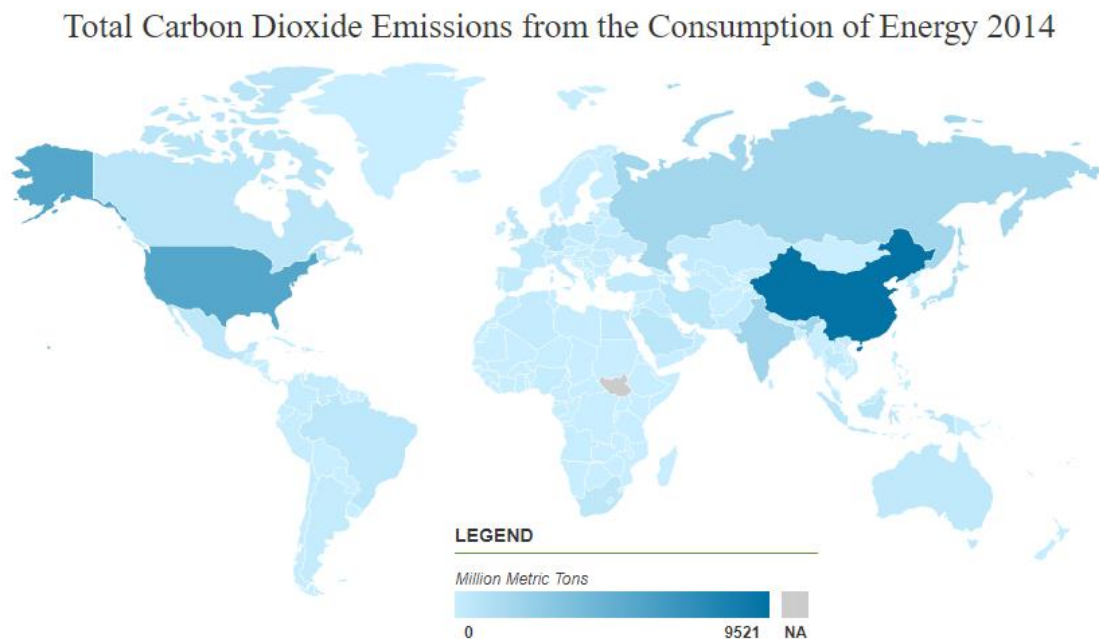 Total Carbon Dioxide Emissions from the Consumption of Energy 2014
LEGEND
Million Metric Tons
0 9521 NA